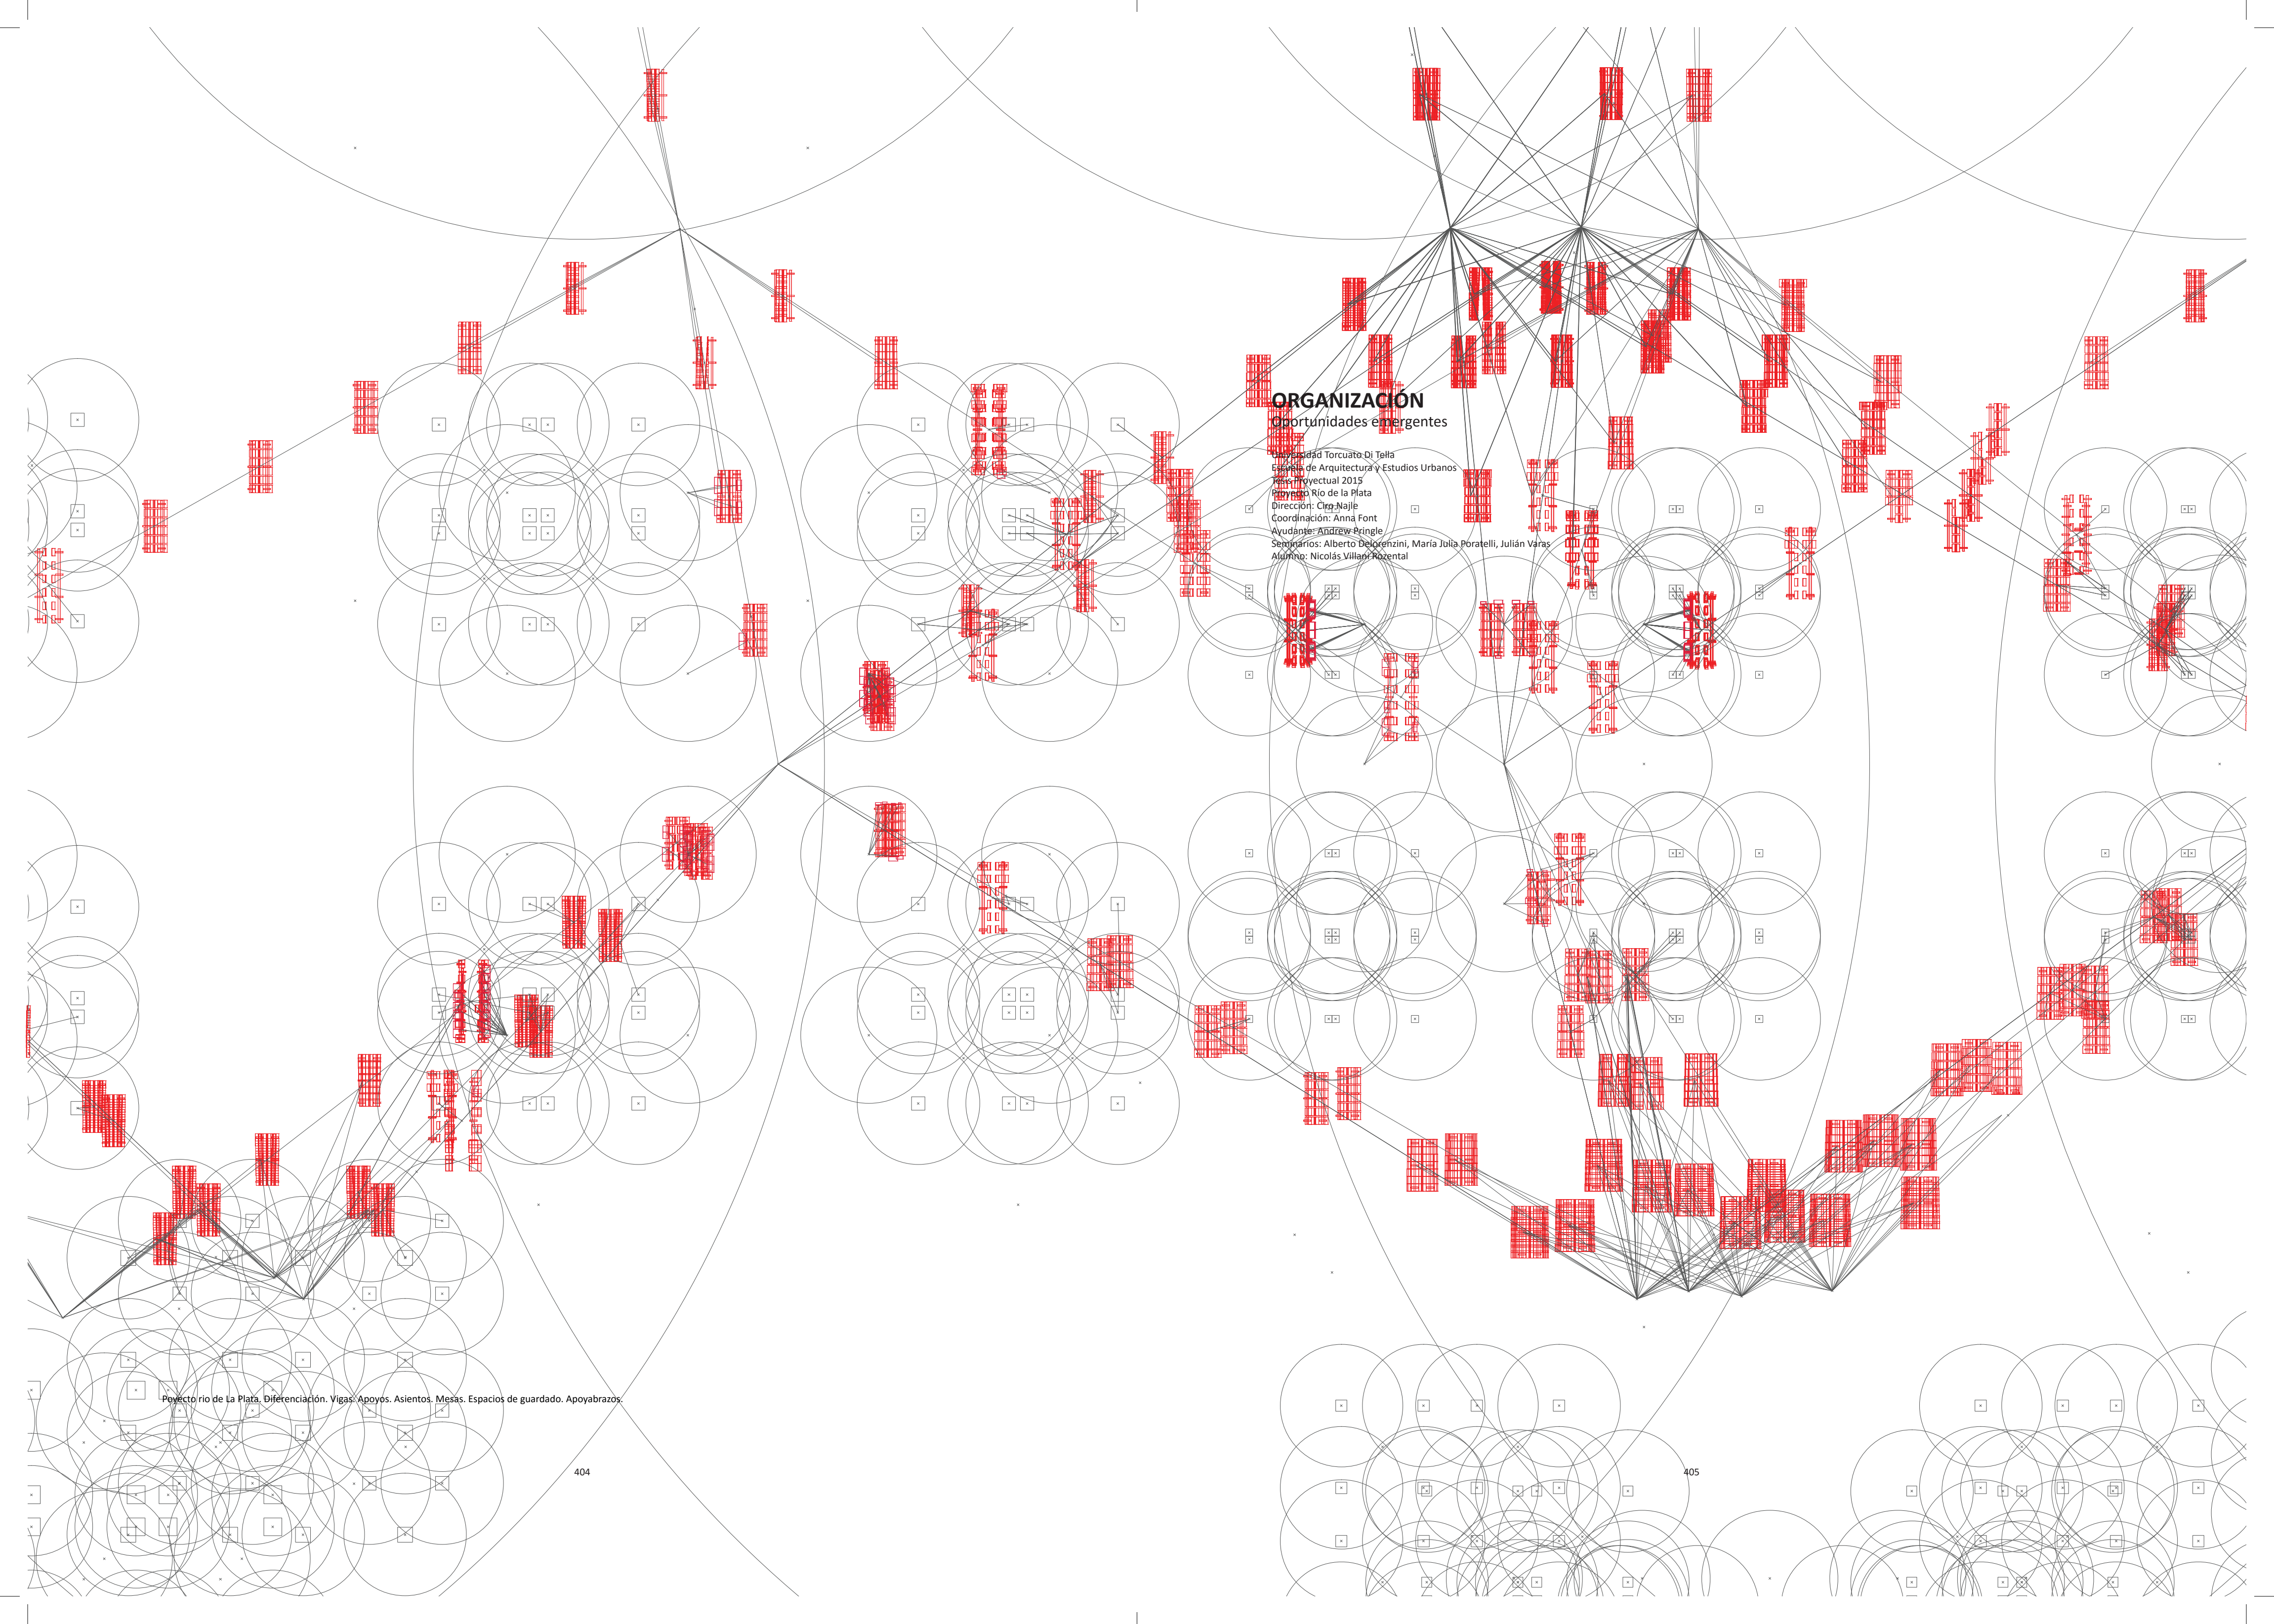 Poyecto rio de La Plata. Diferenciación. Vigas. Apoyos. Asientos. Mesas. Espacios de guardado. Apoyabrazos.
404
ORGANIZACIÓN
Oportunidades emergentes
Universidad Torcuato Di Tella
Escuela de Arquitectura y Estudios Urbanos
Tesis Proyectual 2015
Proyecto Río de la Plata
Dirección: Ciro Najle
Coordinación: Anna Font
Ayudante: Andrew Pringle
Seminarios: Alberto Delorenzini, María Julia Poratelli, Julián Varas
Alumno: Nicolás Villani Rozental
405